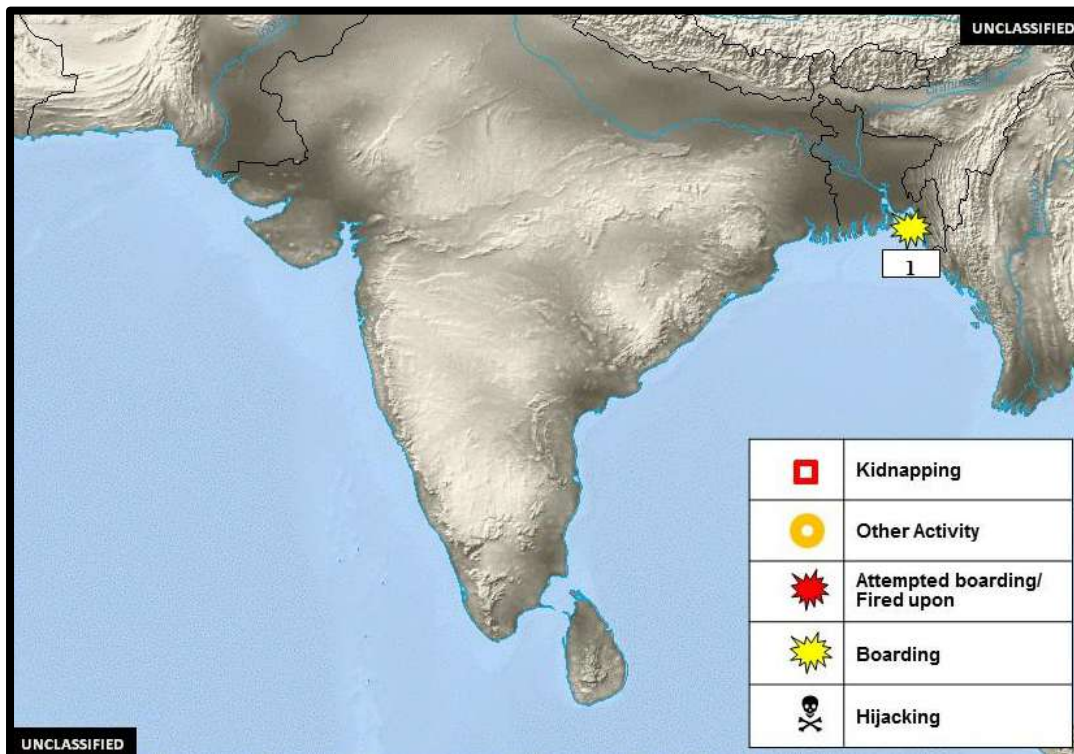 UNCLASSIFIED
1
Kidnapping
Other Activity
Attempted boarding/
Fired upon
Boarding
Hijacking
UNCLASSIFIED